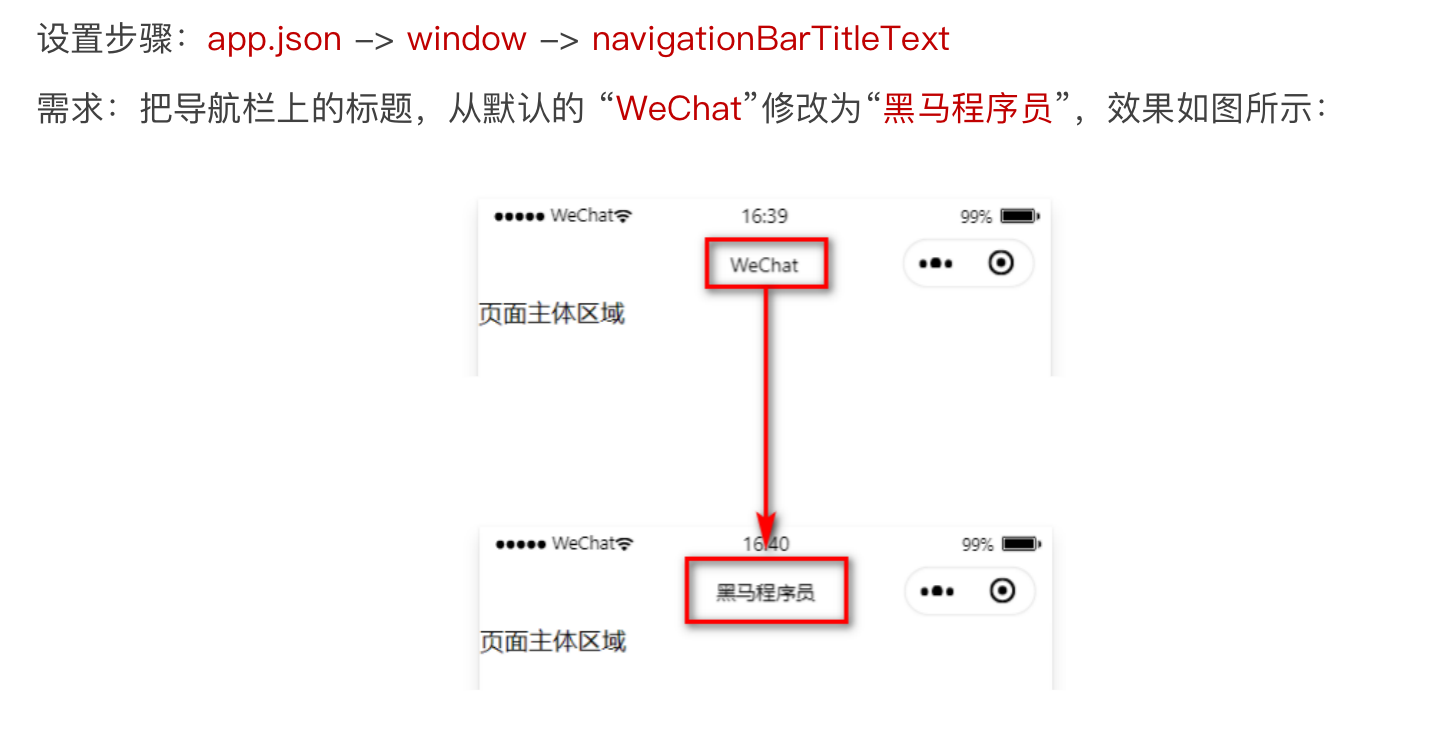 设置步骤：app.json –> window –> navigationBarTitleText
需求：把导航栏上的标题，从默认的 “WeChat”修改为“黑马程序员”，效果如图所示：
●●●●● WeChat 16:39 99%
WeChat
页面主体区域
●●●●● WeChat 16:40 99%
黑马程序员
页面主体区域